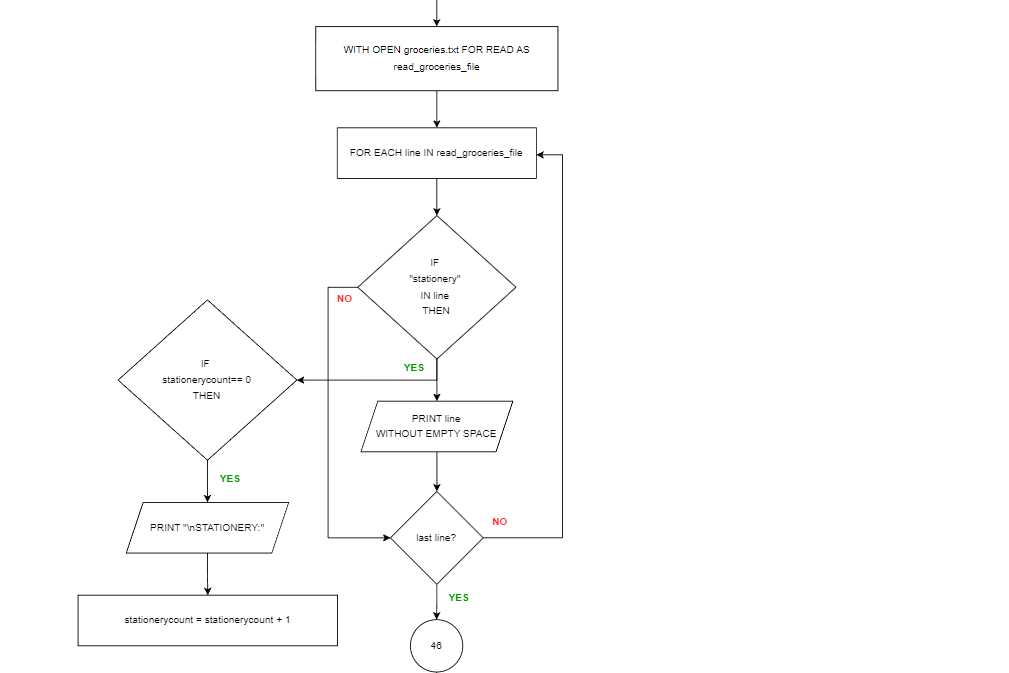 WITH OPEN groceries.txt FOR READ AS
read_groceries_file
FOR EACH line IN read_groceries_file
IF
"stationery"
IN line
THEN
NO
YES
IF
stationerycount== 0
THEN
YES
PRINT "\nSTATIONERY:"
stationerycount = stationerycount + 1
PRINT line
WITHOUT EMPTY SPACE
last line?
NO
YES
46